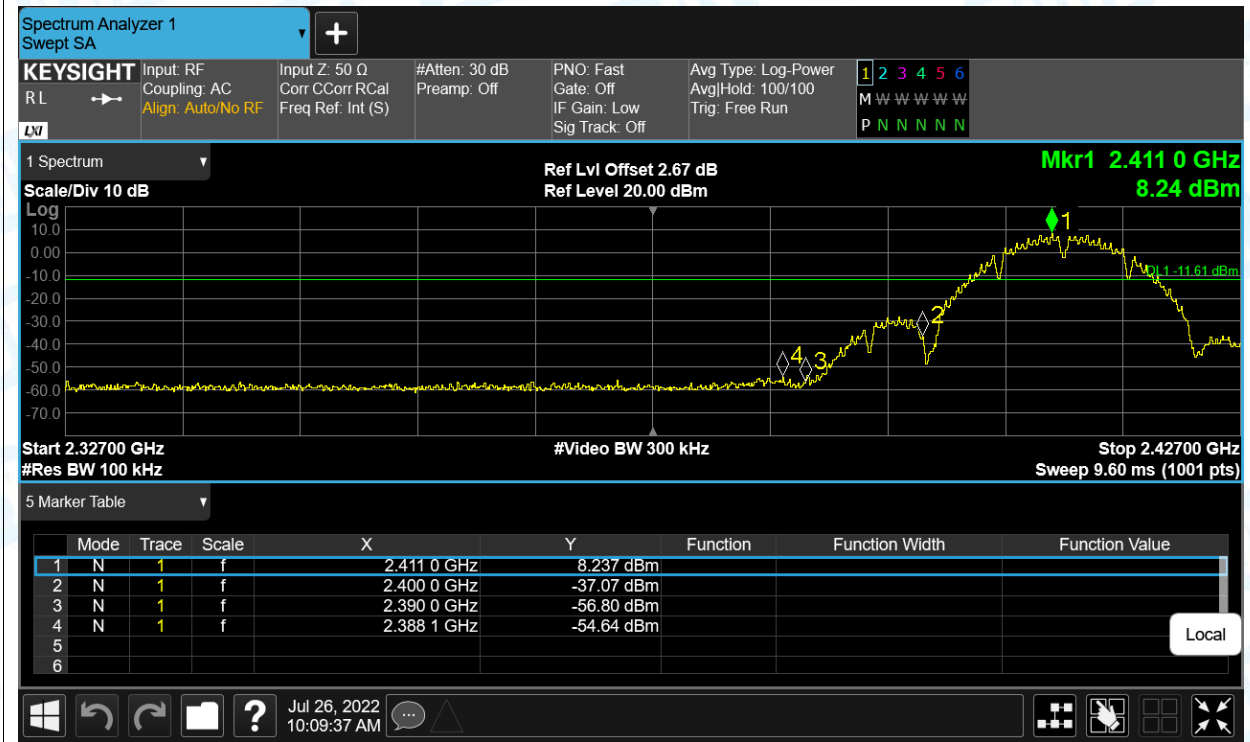 Spectrum Analyzer 1
Swept SA
+
KEYSIGHT Input: RF Input Z: 50 Ω #Atten: 30 dB PNO: Fast Avg Type: Log-Power 1 2 3 4 5 6
R L Coupling: AC Corr CCorr RCal Preamp: Off Gate: Off Avg|Hold: 100/100 M W W W W W
Align: Auto/No RF Freq Ref: Int (S) IF Gain: Low Trig: Free Run
LXI Sig Track: Off P N N N N N
1 Spectrum
Ref Lvl Offset 2.67 dB Mkr1 2.411 0 GHz
Scale/Div 10 dB Ref Level 20.00 dBm 8.24 dBm
Log
10.0
0.00
-10.0
-20.0
-30.0
-40.0
-50.0
-60.0
-70.0
1
DL1 -11.61 dBm
2
4
3
Start 2.32700 GHz #Video BW 300 kHz Stop 2.42700 GHz
#Res BW 100 kHz Sweep 9.60 ms (1001 pts)
5 Marker Table
Mode Trace Scale X Y Function Function Width Function Value
1 N 1 f 2.411 0 GHz 8.237 dBm
2 N 1 f 2.400 0 GHz -37.07 dBm
3 N 1 f 2.390 0 GHz -56.80 dBm
4 N 1 f 2.388 1 GHz -54.64 dBm
5
6
Local
? Jul 26, 2022
10:09:37 AM